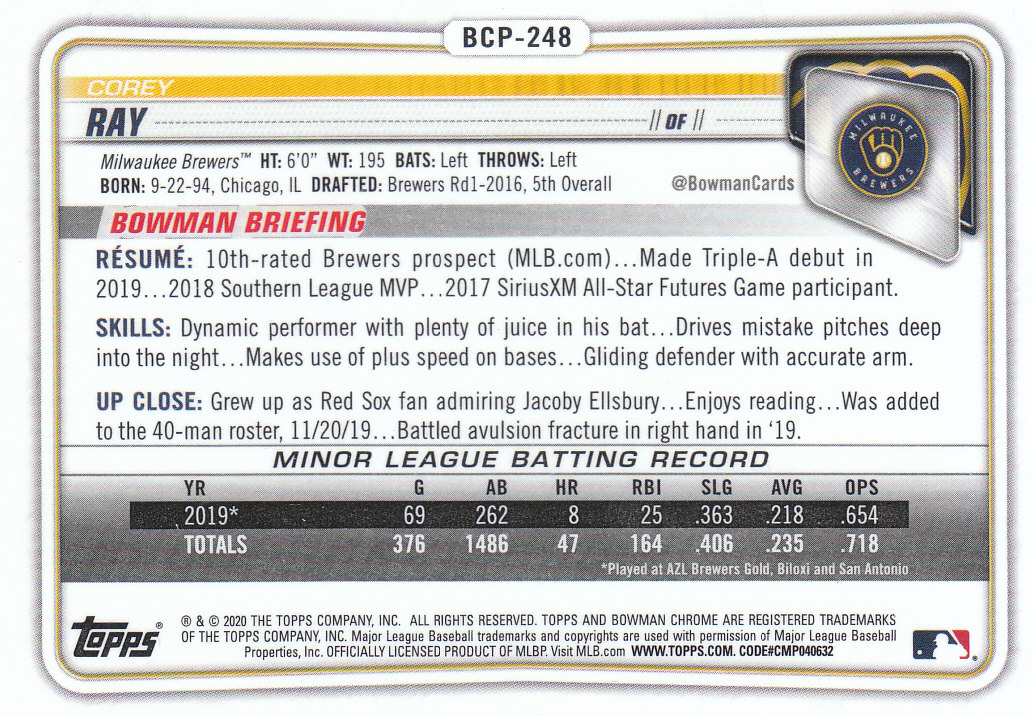 BCP-248
COREY
RAY // OF //
MILWAUKEE
BREWERS
Milwaukee Brewers™ HT: 6'0" WT: 195 BATS: Left THROWS: Left
BORN: 9-22-94, Chicago, IL DRAFTED: Brewers Rd1-2016, 5th Overall @BowmanCards
BOWMAN BRIEFING
RÉSUMÉ: 10th-rated Brewers prospect (MLB.com)...Made Triple-A debut in
2019...2018 Southern League MVP...2017 SiriusXM All-Star Futures Game participant.
SKILLS: Dynamic performer with plenty of juice in his bat...Drives mistake pitches deep
into the night...Makes use of plus speed on bases...Gliding defender with accurate arm.
UP CLOSE: Grew up as Red Sox fan admiring Jacoby Ellsbury...Enjoys reading...Was added
to the 40-man roster, 11/20/19...Battled avulsion fracture in right hand in '19.
MINOR LEAGUE BATTING RECORD
YR G AB HR RBI SLG AVG OPS
2019* 69 262 8 25 .363 .218 .654
TOTALS 376 1486 47 164 .406 .235 .718
*Played at AZL Brewers Gold, Biloxi and San Antonio
TOPPS® ® & © 2020 THE TOPPS COMPANY, INC. ALL RIGHTS RESERVED. TOPPS AND BOWMAN CHROME ARE REGISTERED TRADEMARKS
OF THE TOPPS COMPANY, INC. Major League Baseball trademarks and copyrights are used with permission of Major League Baseball
Properties, Inc. OFFICIALLY LICENSED PRODUCT OF MLBP. Visit MLB.com WWW.TOPPS.COM. CODE#CMP040632